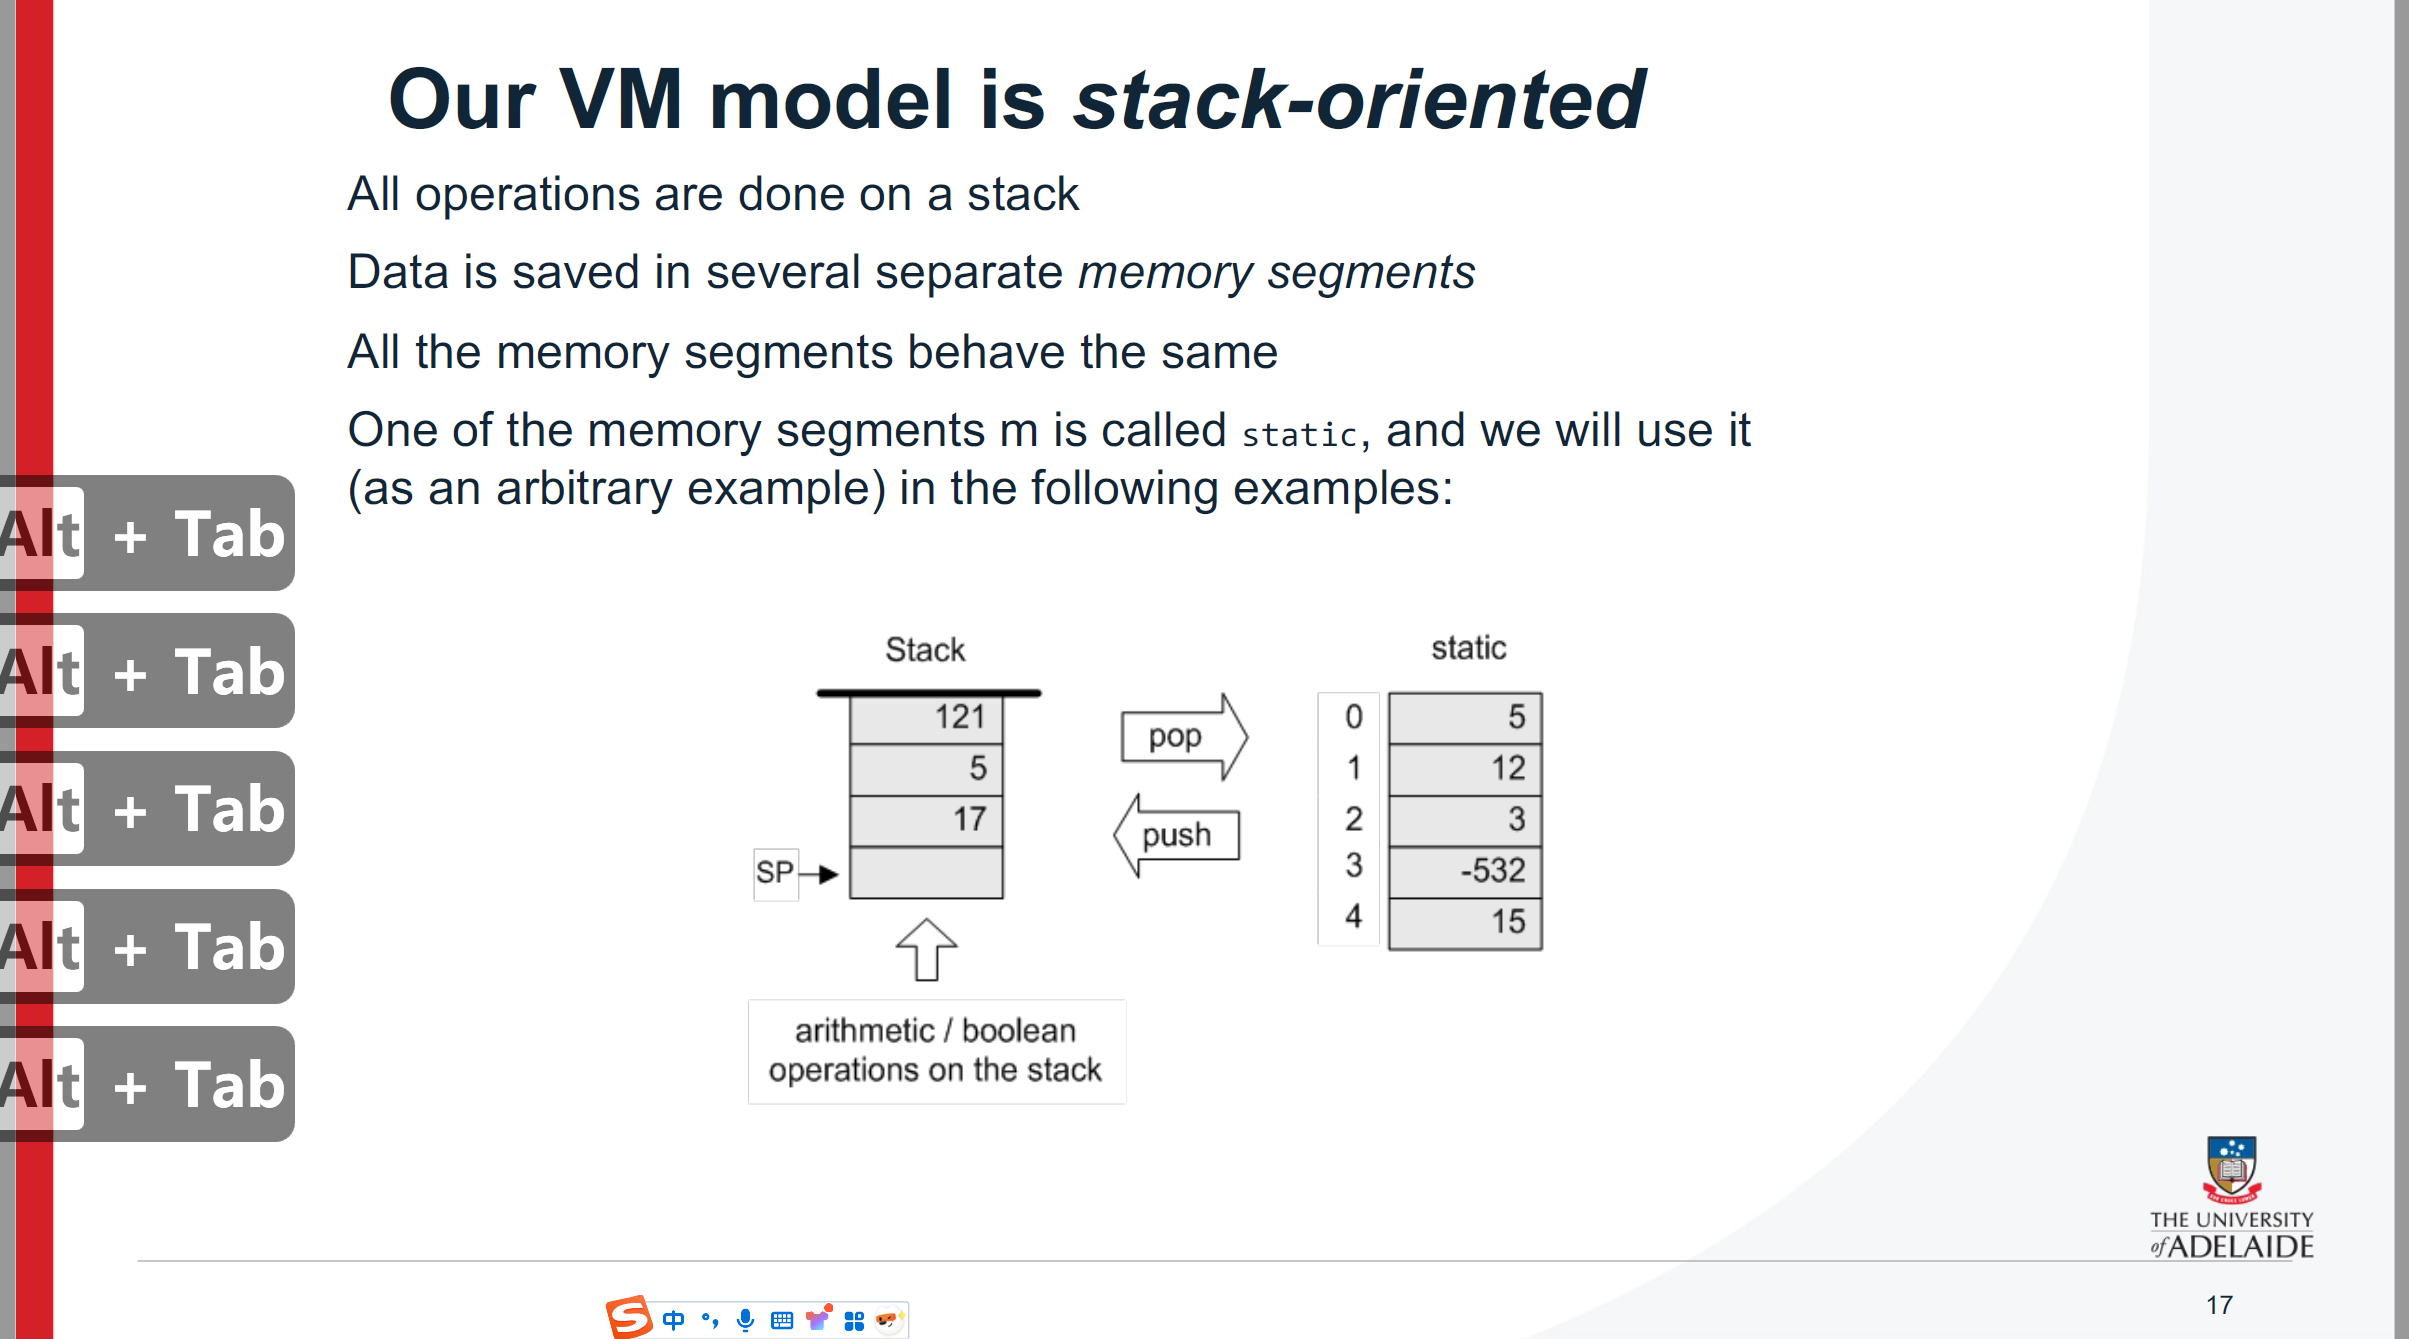 Our VM model is stack-oriented
All operations are done on a stack
Data is saved in several separate memory segments
All the memory segments behave the same
One of the memory segments m is called static, and we will use it
(as an arbitrary example) in the following examples:
Alt + Tab
Alt + Tab
Alt + Tab
Alt + Tab
Alt + Tab
Stack
121
5
17
SP
arithmetic / boolean
operations on the stack
pop
push
static
0 5
1 12
2 3
3 -532
4 15
THE UNIVERSITY
of ADELAIDE
17
S 中